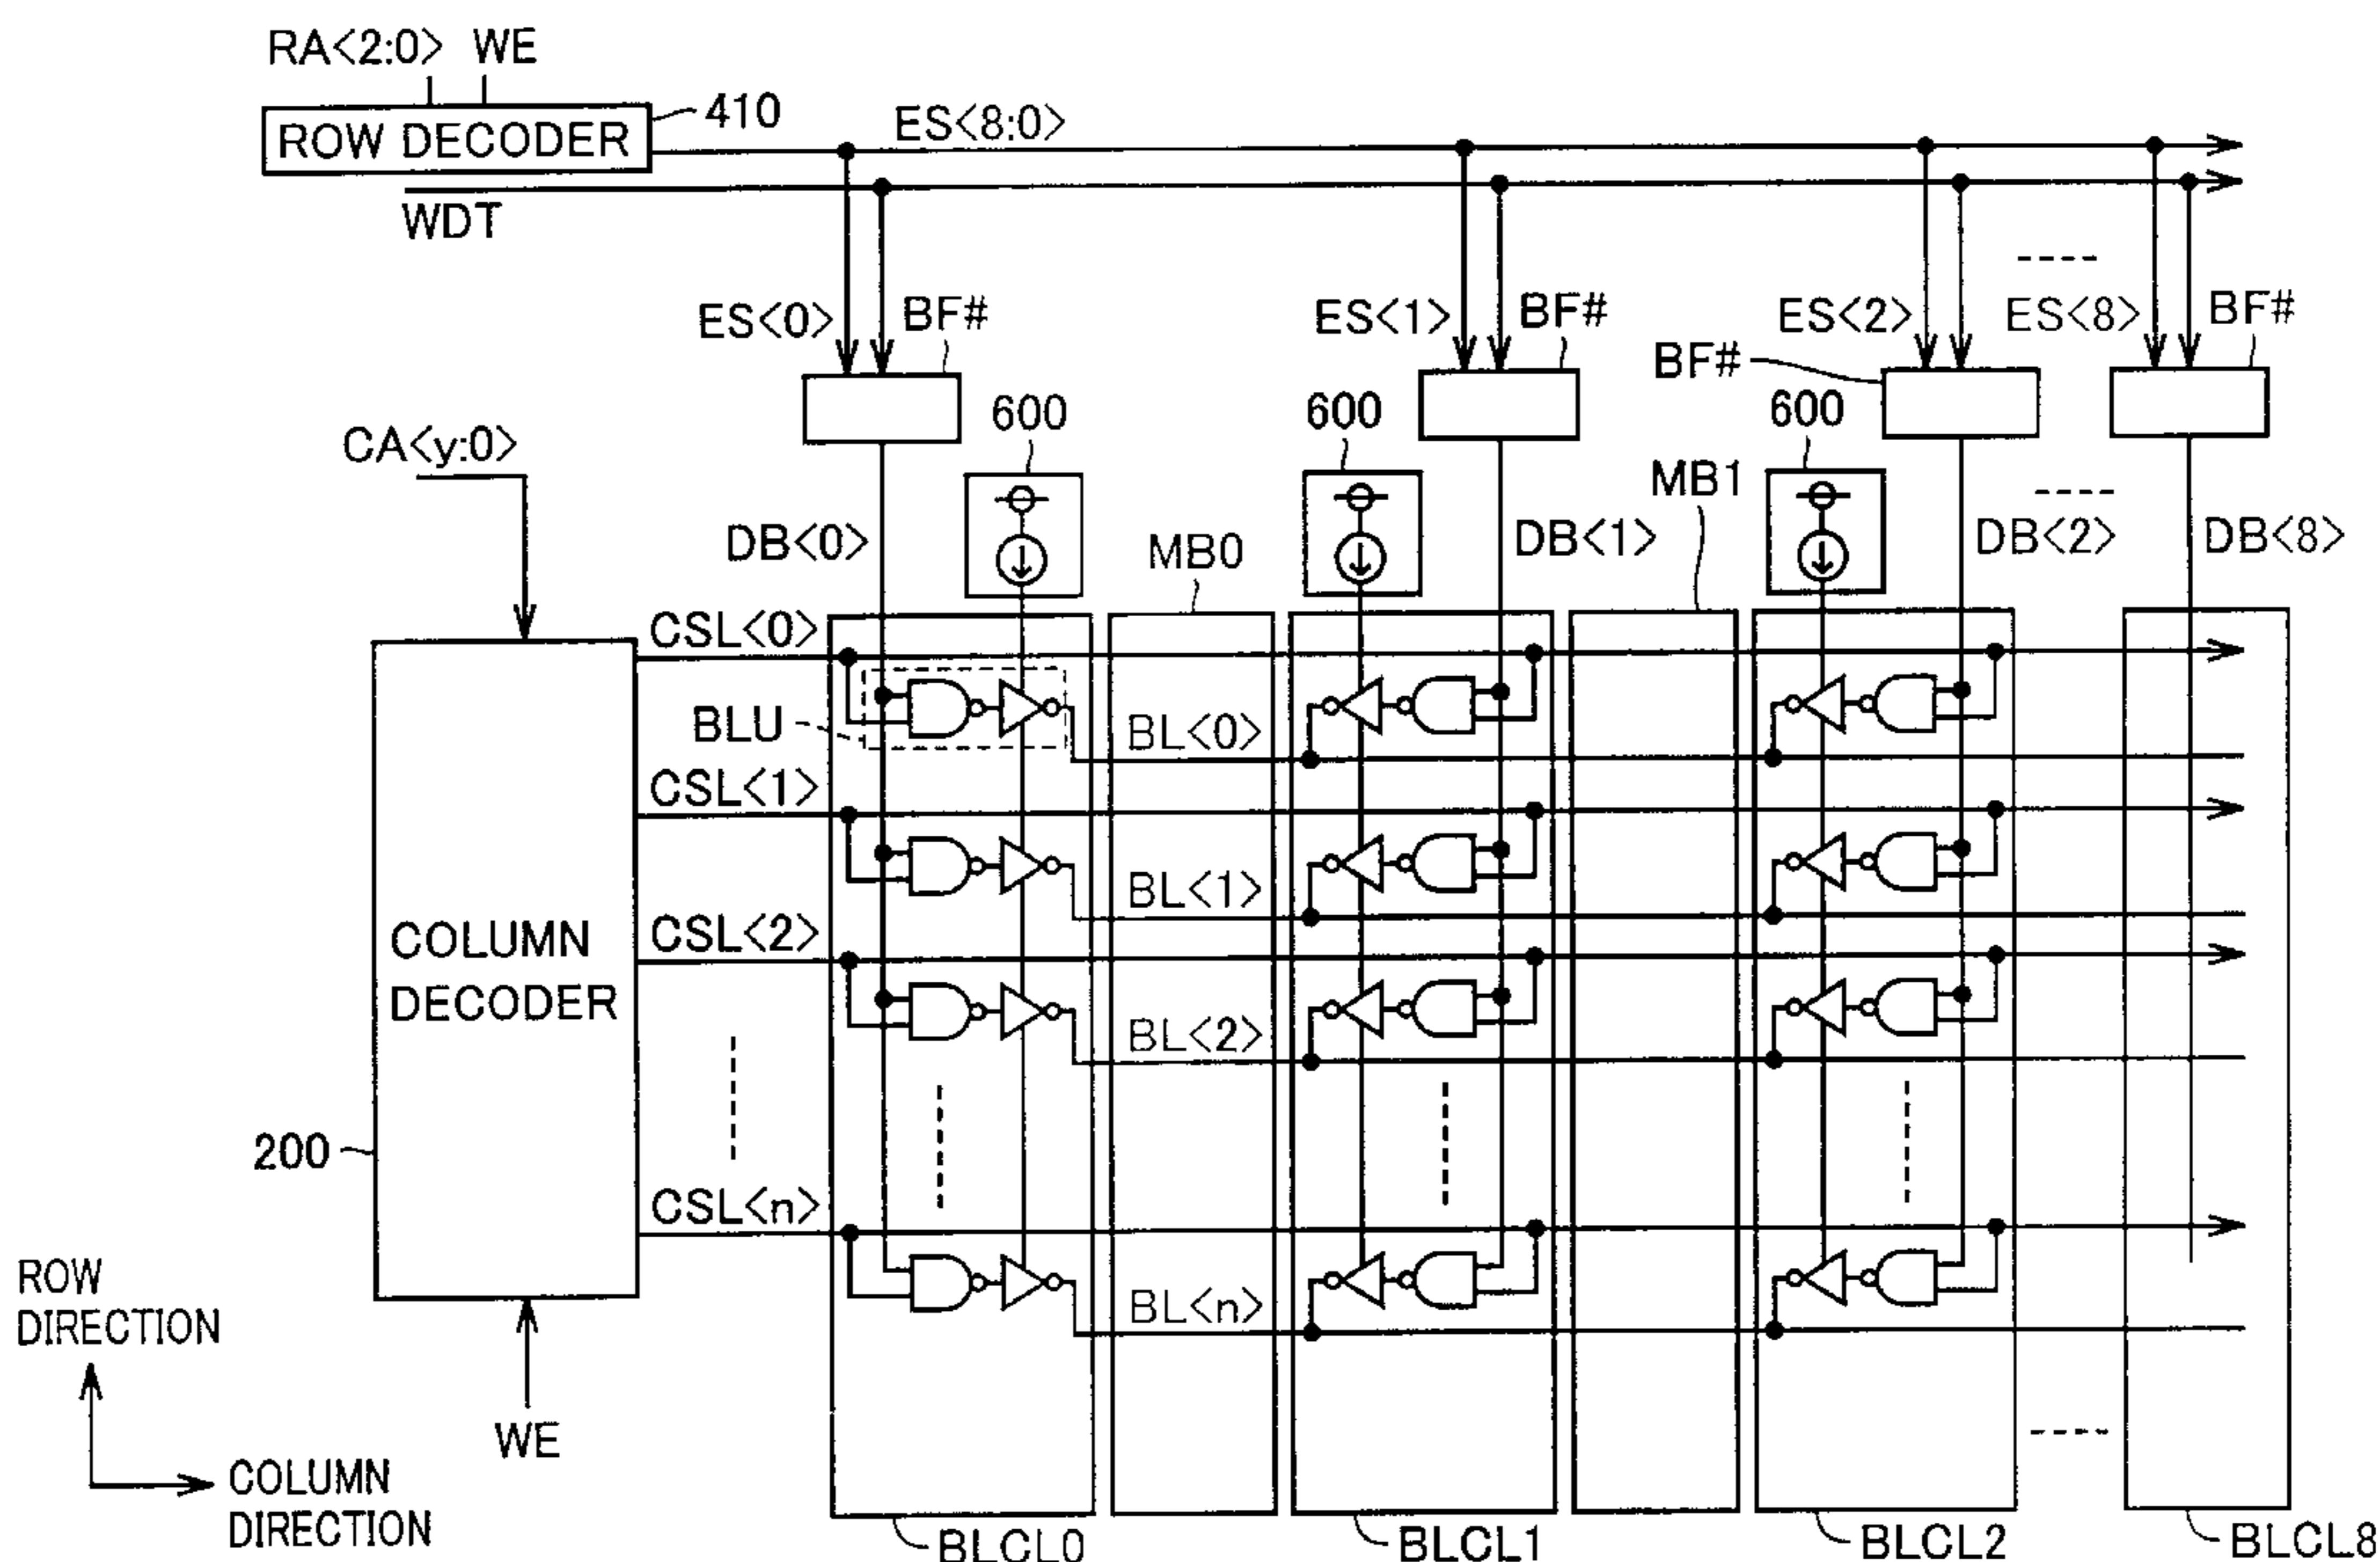 RA<2:0> WE
ROW DECODER
410
ES<8:0>
WDT
ES<0>
BF#
ES<1>
BF#
ES<2>
ES<8>
BF#
BF#
600
600
600
CA<y:0>
MB1
DB<0>
MB0
DB<1>
DB<2>
DB<8>
CSL<0>
BLU
BL<0>
CSL<1>
BL<1>
CSL<2>
COLUMN
DECODER
BL<2>
200
CSL<n>
BL<n>
ROW
DIRECTION
WE
COLUMN
DIRECTION
BLCL0
BLCL1
BLCL2
BLCL8